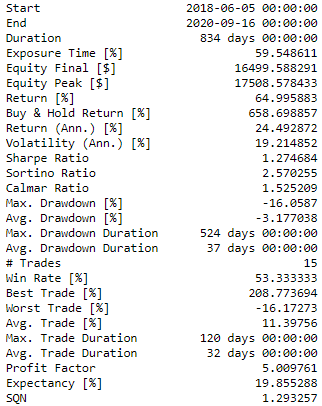 Start 2018-06-05 00:00:00
End 2020-09-16 00:00:00
Duration 834 days 00:00:00
Exposure Time [%] 59.548611
Equity Final [$] 16499.588291
Equity Peak [$] 17508.578433
Return [%] 64.995883
Buy & Hold Return [%] 658.698857
Return (Ann.) [%] 24.492872
Volatility (Ann.) [%] 19.214852
Sharpe Ratio 1.274684
Sortino Ratio 2.570255
Calmar Ratio 1.525209
Max. Drawdown [%] -16.0587
Avg. Drawdown [%] -3.177038
Max. Drawdown Duration 524 days 00:00:00
Avg. Drawdown Duration 37 days 00:00:00
# Trades 15
Win Rate [%] 53.333333
Best Trade [%] 208.773694
Worst Trade [%] -16.17273
Avg. Trade [%] 11.39756
Max. Trade Duration 120 days 00:00:00
Avg. Trade Duration 32 days 00:00:00
Profit Factor 5.009761
Expectancy [%] 19.855288
SQN 1.293257